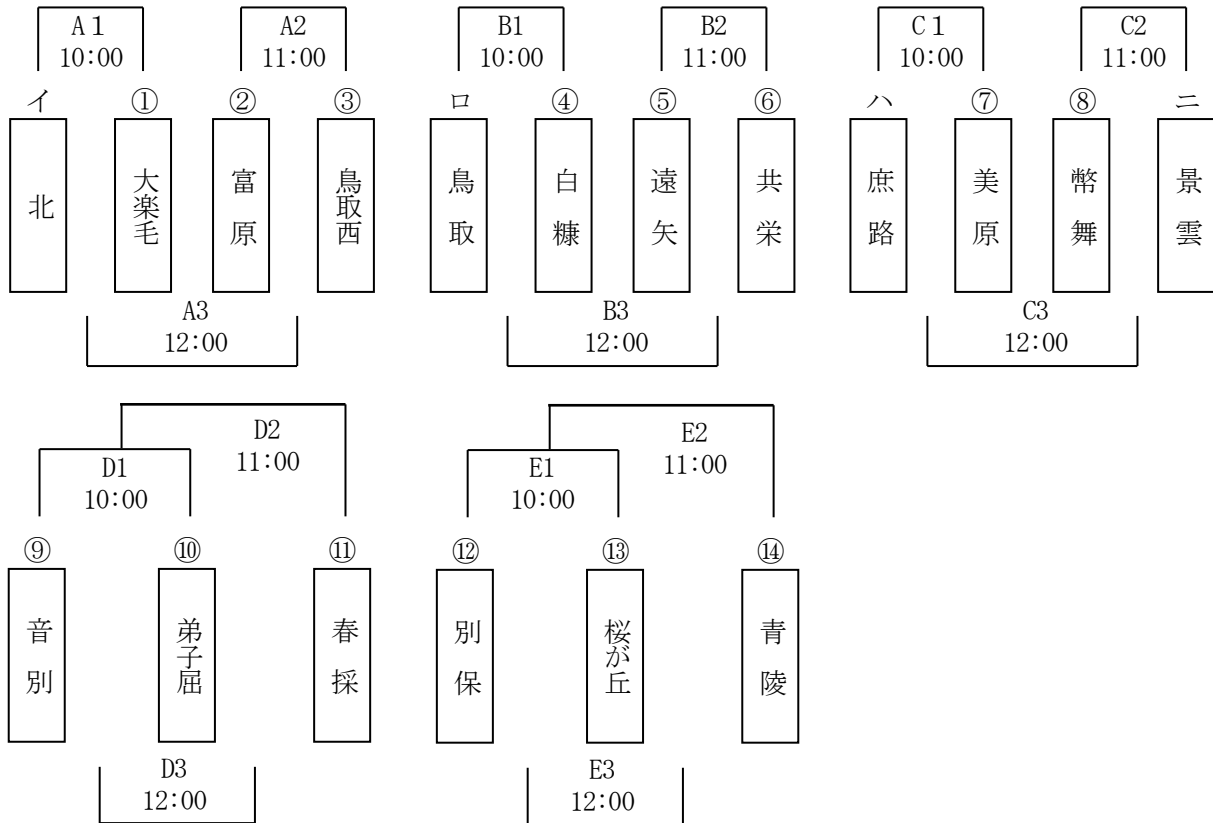 A１ A2 B1 B2 C１ C2
10:00 11:00 10:00 11:00 10:00 11:00
イ ① ② ③ ロ ④ ⑤ ⑥ ハ ⑦ ⑧ ニ
北 大楽毛 富原 鳥取西 鳥取 白糠 遠矢 共栄 庶路 美原 幣舞 景雲
A3 B3 C3
12:00 12:00 12:00
D2 E2
11:00 11:00
D1 E1
10:00 10:00
⑨ ⑩ ⑪ ⑫ ⑬ ⑭
音別 弟子屈 春採 別保 桜が丘 青陵
D3 E3
12:00 12:00